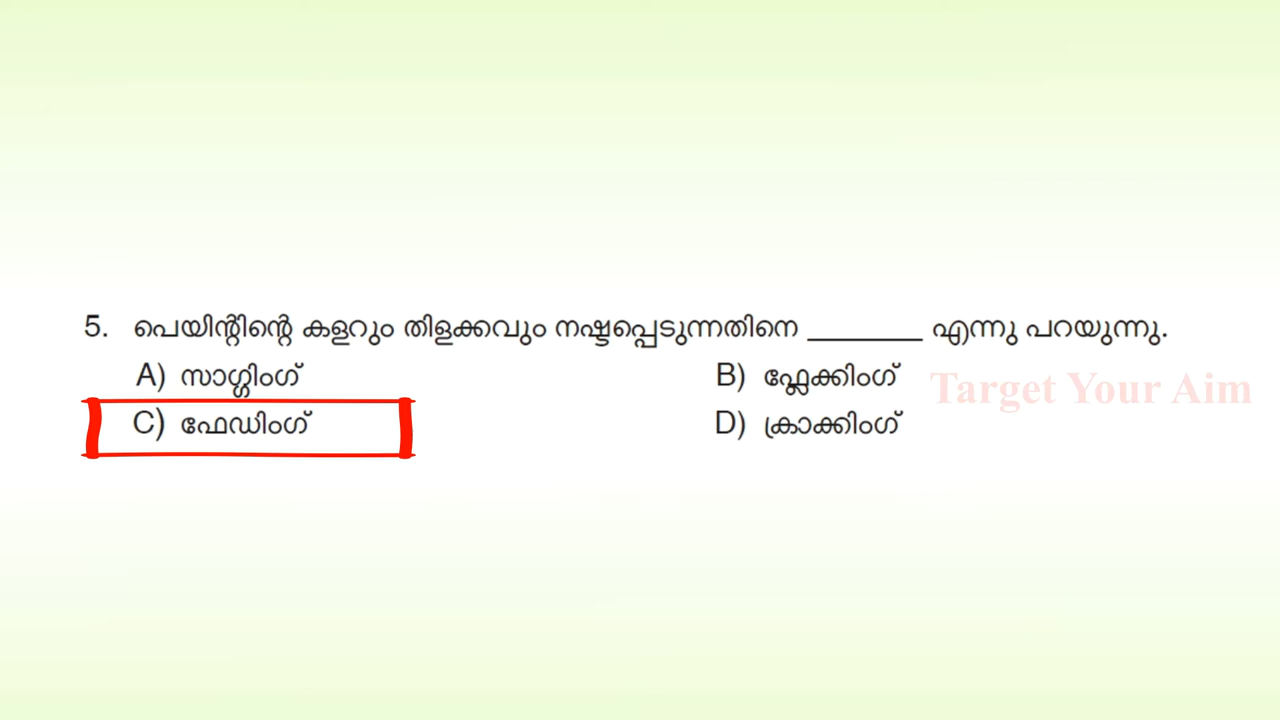 5. പെയിന്റിന്റെ കളറും തിളക്കവും നഷ്ടപ്പെടുന്നതിനെ ________ എന്നു പറയുന്നു.
A) സാഗ്ഗിംഗ് B) ഫ്ലേക്കിംഗ്
Target Your Aim
C) ഫേഡിംഗ് D) ക്രാക്കിംഗ്